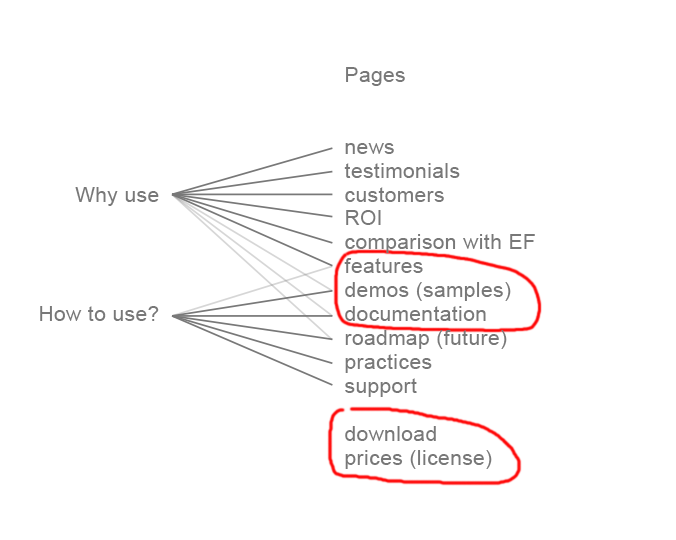 Pages
news
testimonials
Why use
customers
ROI
comparison with EF
features
demos (samples)
How to use?
documentation
roadmap (future)
practices
support
download
prices (license)